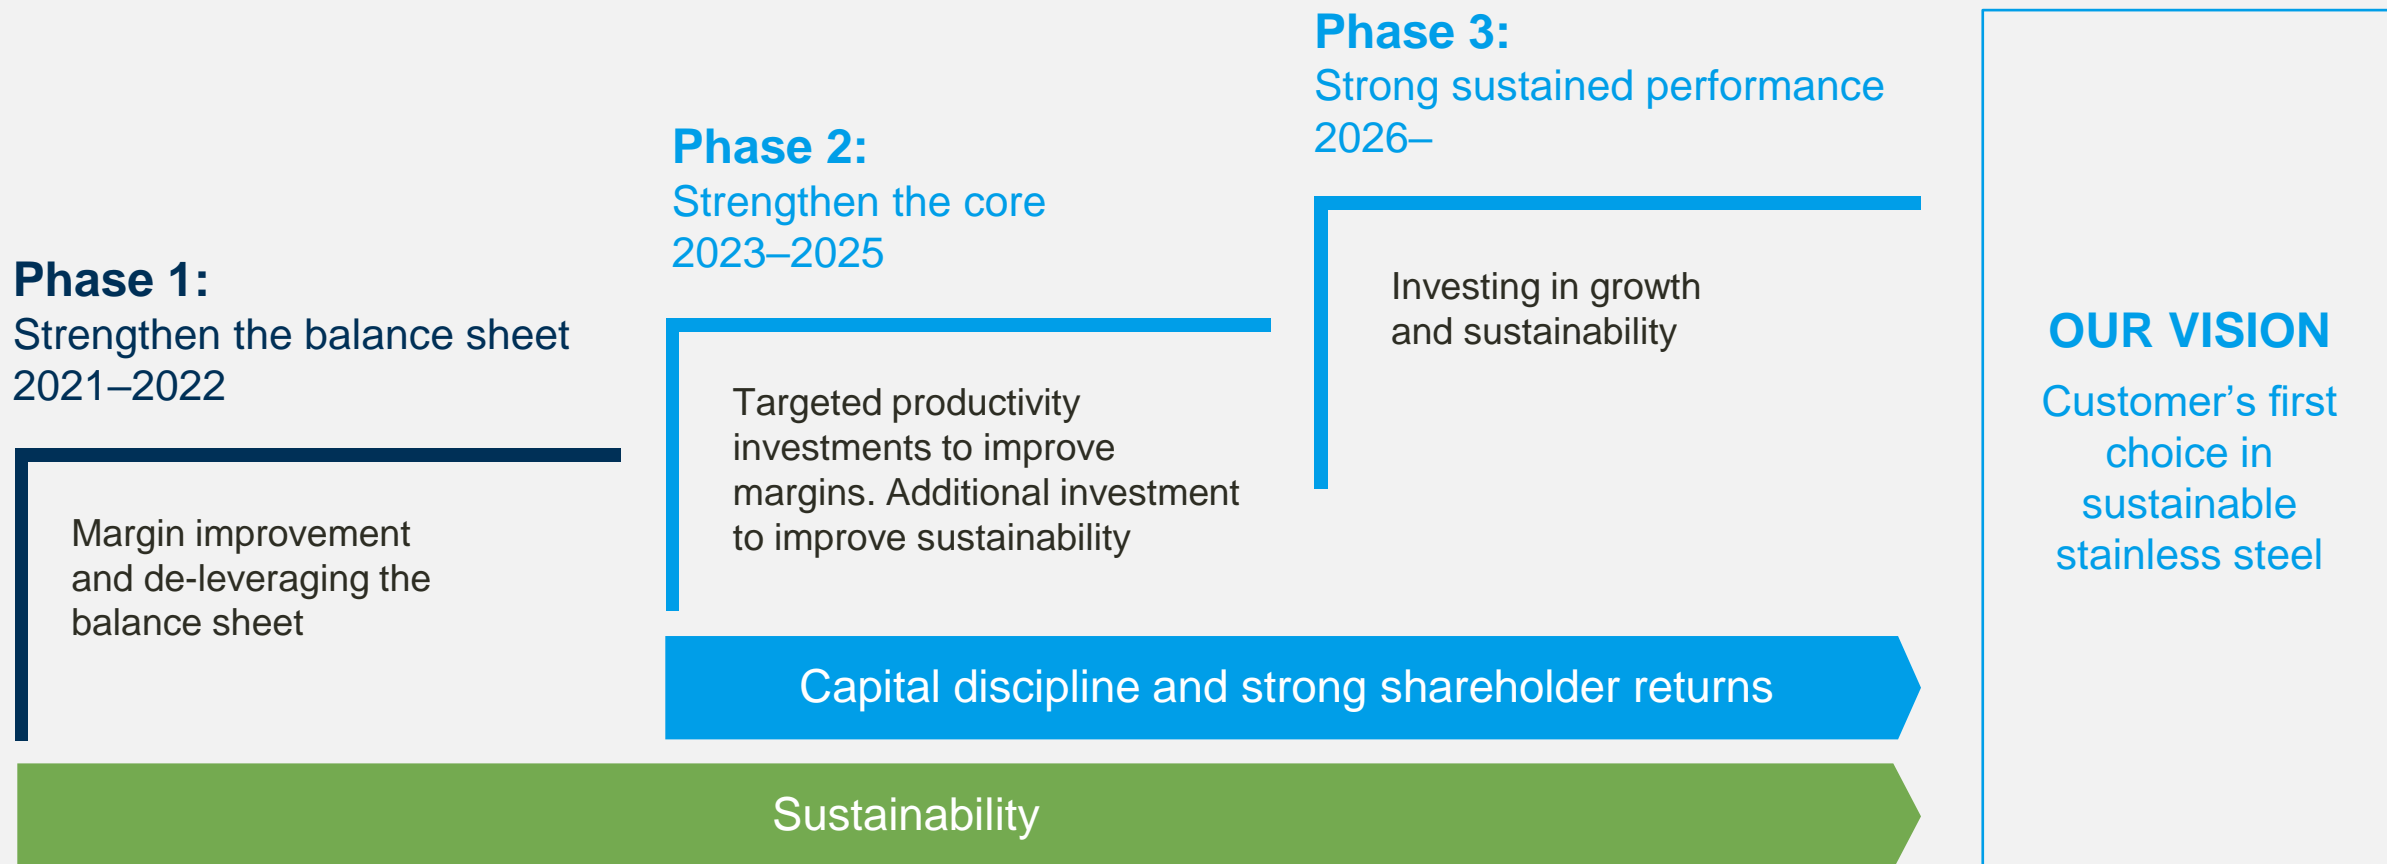 Phase 1:
Strengthen the balance sheet
2021–2022
Margin improvement
and de-leveraging the
balance sheet
Phase 2:
Strengthen the core
2023–2025
Targeted productivity
investments to improve
margins. Additional investment
to improve sustainability
Phase 3:
Strong sustained performance
2026–
Investing in growth
and sustainability
Capital discipline and strong shareholder returns
Sustainability
OUR VISION
Customer’s first
choice in
sustainable
stainless steel